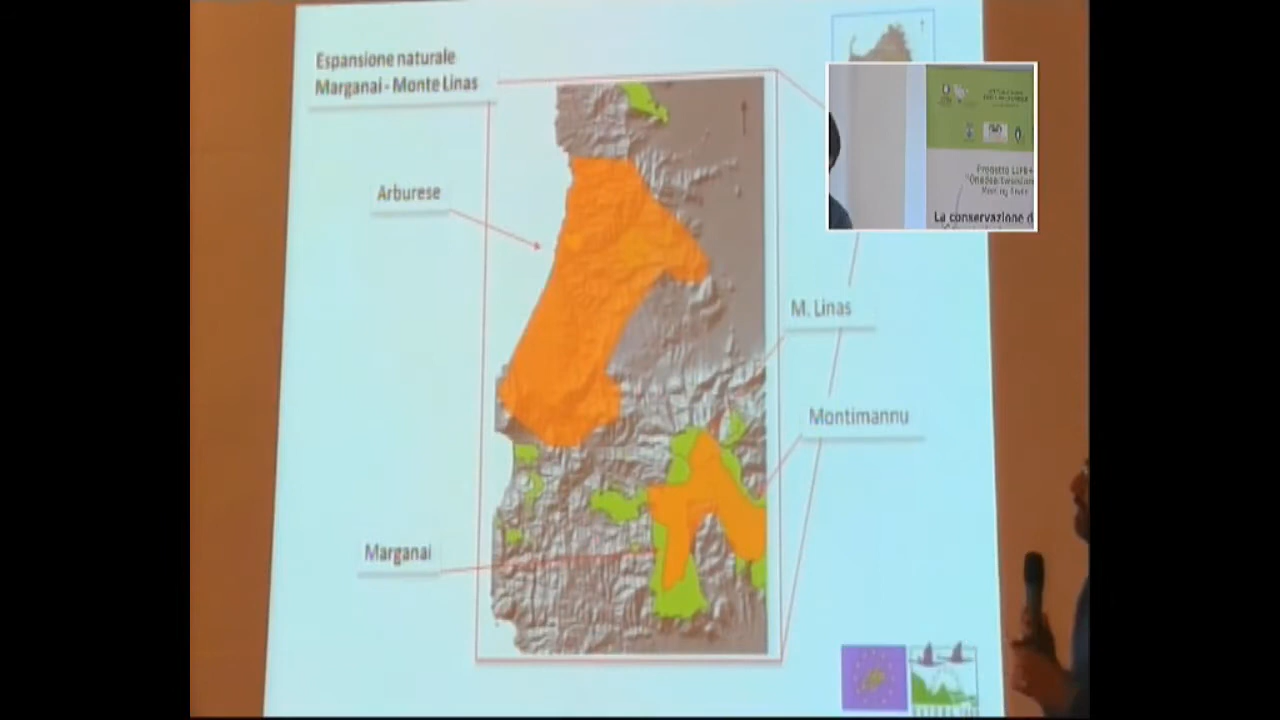 Espansione naturale
Marganai - Monte Linas
Arburese
M. Linas
Montimannu
Marganai
Progetto LIFE+
La conservazione d